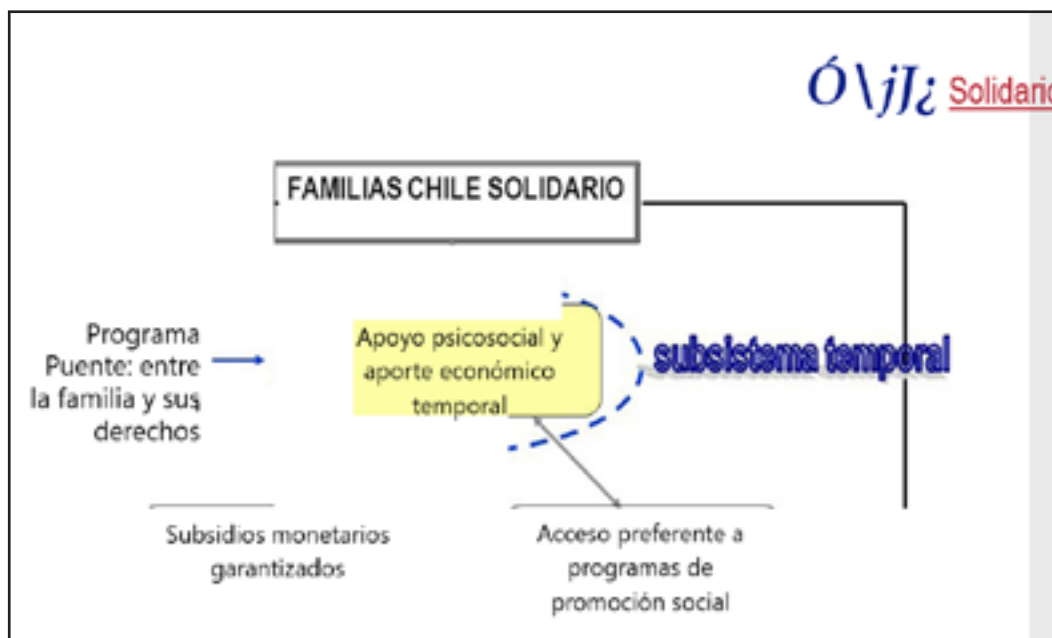 Ó\jJ¿ Solidario
FAMILIAS CHILE SOLIDARIO
Programa
Puente: entre
la familia y sus
derechos
Apoyo psicosocial y
aporte económico
temporal
subsistema temporal
Subsidios monetarios
garantizados
Acceso preferente a
programas de
promoción social